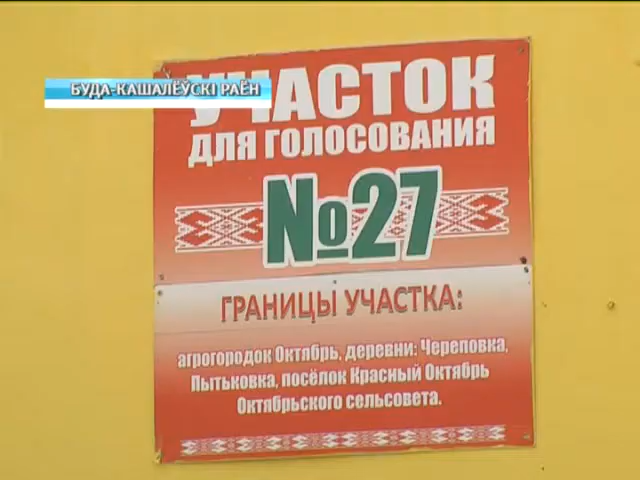 БУДА-КАШАЛЁЎСКІ РАЁН
УЧАСТОК
ДЛЯ ГОЛОСОВАНИЯ
№27
ГРАНИЦЫ УЧАСТКА:
агрогородок Октябрь, деревни: Череповка,
Пытьковка, посёлок Красный Октябрь
Октябрьского сельсовета.